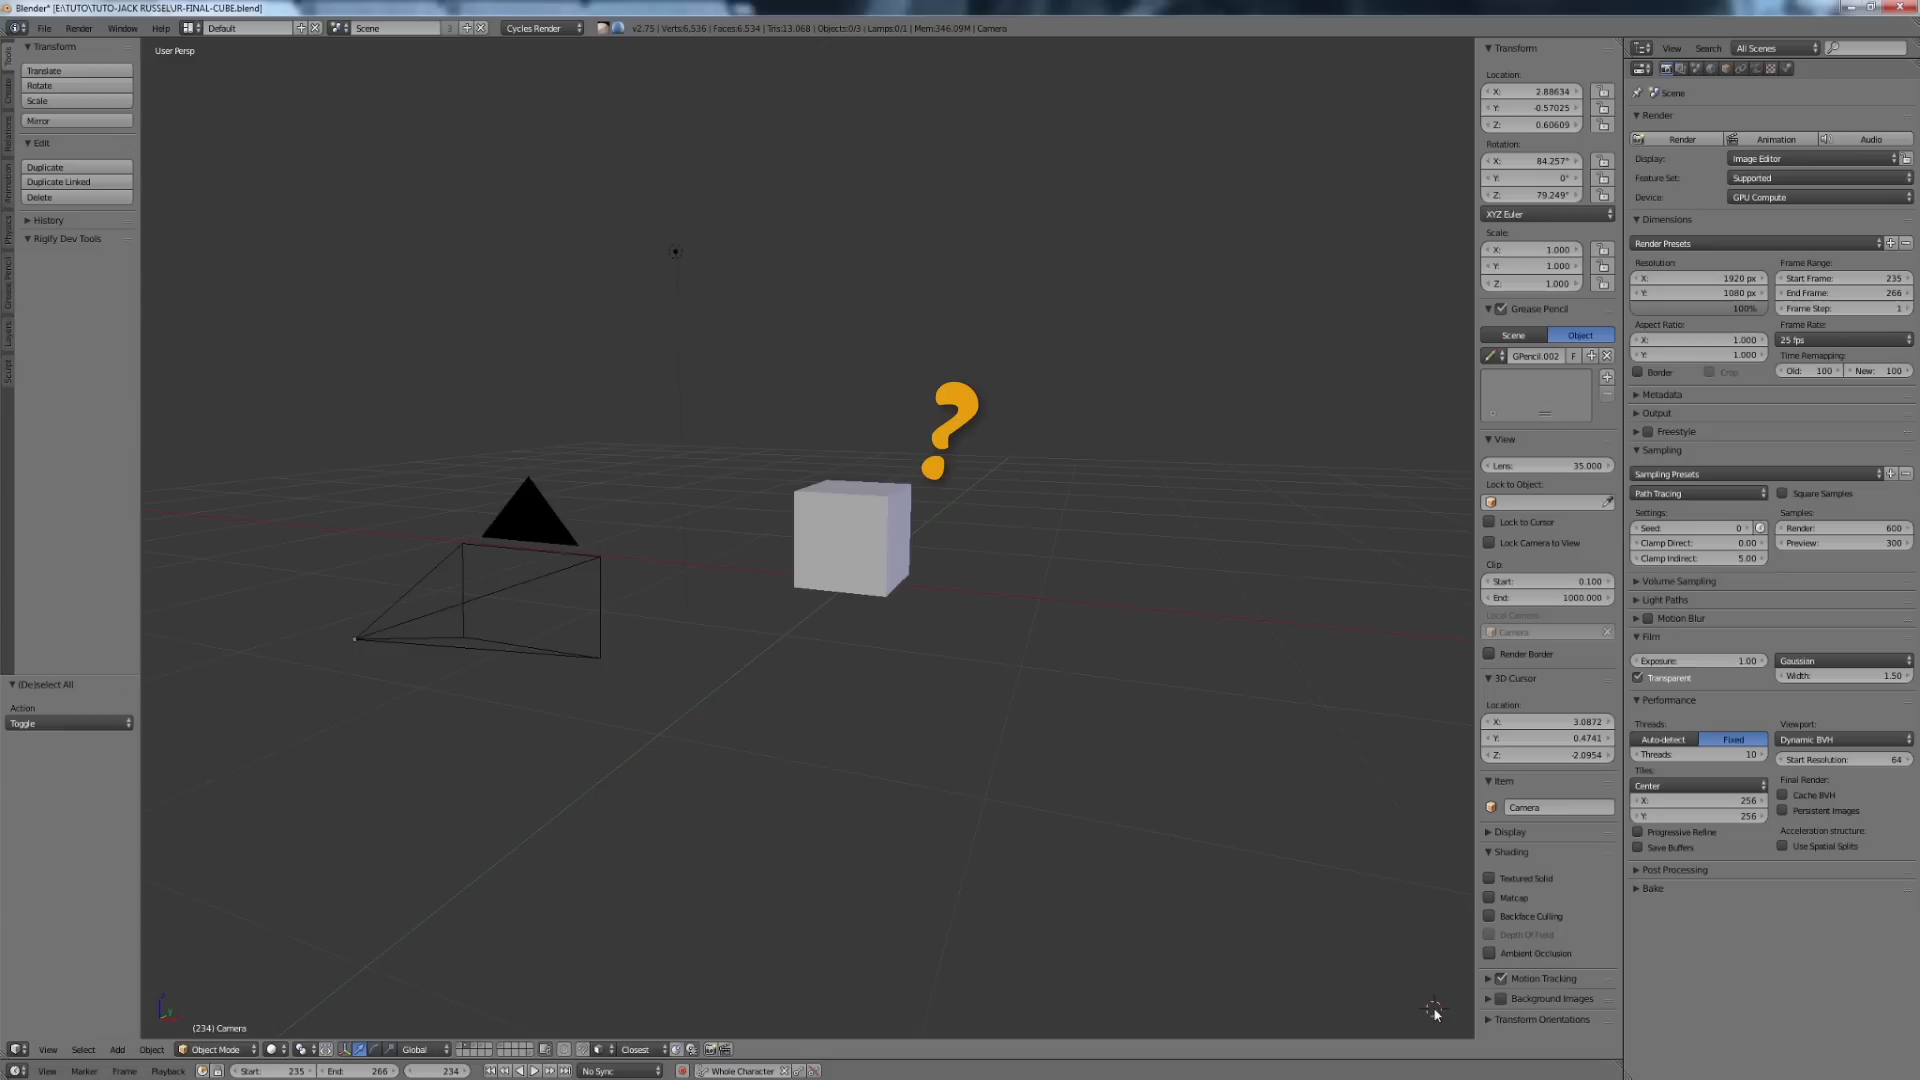 Blender* [E:\TUTO\TUTO-JACK RUSSEL\UR-FINAL-CUBE.blend]
File Render Window Help Default Scene 3 Cycles Render v2.75 | Verts:6,536 | Faces:6,534 | Tris:13,068 | Objects:0/3 | Lamps:0/1 | Mem:346.09M | Camera
Tools
Create
Relations
Animation
Physics
Grease Pencil
Layers
Sculpt
Transform
Translate
Rotate
Scale
Mirror
Edit
Duplicate
Duplicate Linked
Delete
History
Rigify Dev Tools
(De)select All
Action
Toggle
User Persp
?
(234) Camera
Transform
Location:
X: 2.88634
Y: -0.57025
Z: 0.60609
Rotation:
X: 84.257°
Y: 0°
Z: 79.249°
XYZ Euler
Scale:
X: 1.000
Y: 1.000
Z: 1.000
Grease Pencil
Scene Object
GPencil.002 F
View
Lens: 35.000
Lock to Object:
Lock to Cursor
Lock Camera to View
Clip:
Start: 0.100
End: 1000.000
Local Camera:
Camera
Render Border
3D Cursor
Location:
X: 3.0872
Y: 0.4741
Z: -2.0954
Item
Camera
Display
Shading
Textured Solid
Matcap
Backface Culling
Depth Of Field
Ambient Occlusion
Motion Tracking
Background Images
Transform Orientations
View Search All Scenes
Scene
Render
Render Animation Audio
Display: Image Editor
Feature Set: Supported
Device: GPU Compute
Dimensions
Render Presets
Resolution: Frame Range:
X: 1920 px Start Frame: 235
Y: 1080 px End Frame: 266
100% Frame Step: 1
Aspect Ratio: Frame Rate:
X: 1.000 25 fps
Y: 1.000 Time Remapping:
Border Crop Old: 100 New: 100
Metadata
Output
Freestyle
Sampling
Sampling Presets
Path Tracing Square Samples
Settings: Samples:
Seed: 0 Render: 600
Clamp Direct: 0.00 Preview: 300
Clamp Indirect: 5.00
Volume Sampling
Light Paths
Motion Blur
Film
Exposure: 1.00 Gaussian
Transparent Width: 1.50
Performance
Threads: Viewport:
Auto-detect Fixed Dynamic BVH
Threads: 10 Start Resolution: 64
Tiles: Final Render:
Center Cache BVH
X: 256 Persistent Images
Y: 256
Progressive Refine Acceleration structure:
Save Buffers Use Spatial Splits
Post Processing
Bake
View Select Add Object Object Mode Global Closest
View Marker Frame Playback Start: 235 End: 266 234 No Sync Whole Character